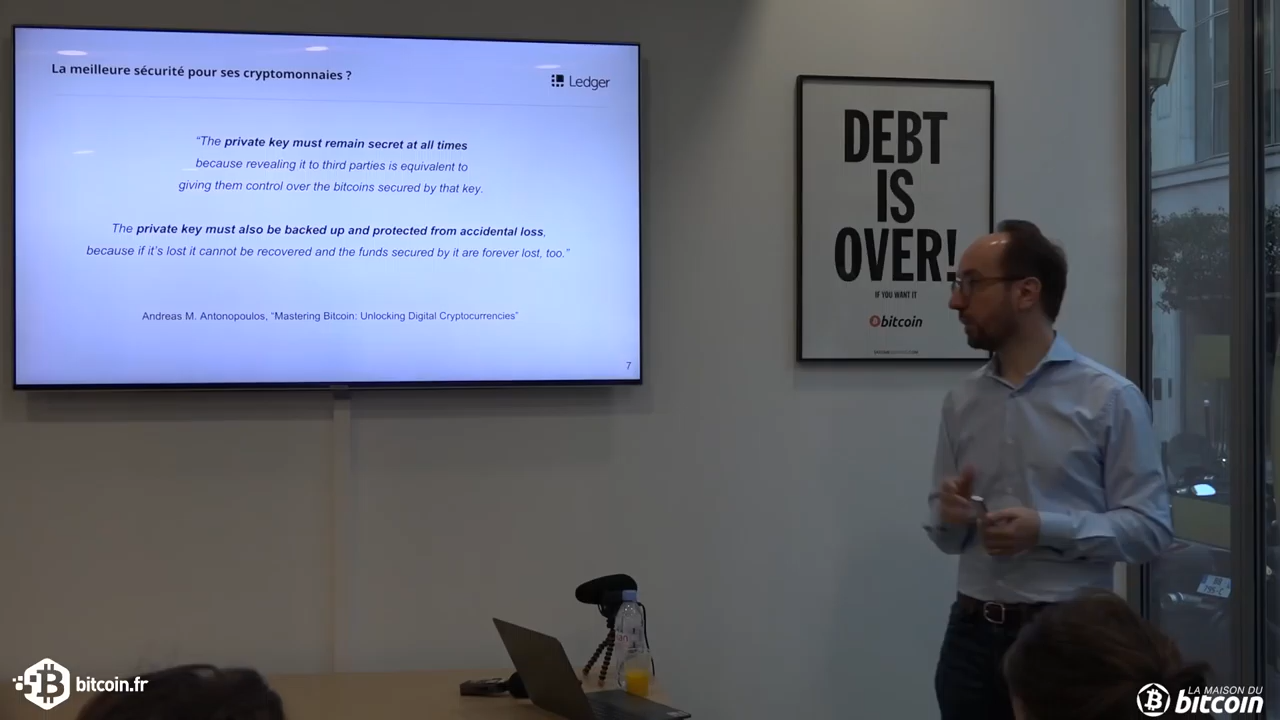 La meilleure sécurité pour ses cryptomonnaies ?
Ledger
“The private key must remain secret at all times
because revealing it to third parties is equivalent to
giving them control over the bitcoins secured by that key.
The private key must also be backed up and protected from accidental loss,
because if it's lost it cannot be recovered and the funds secured by it are forever lost, too.”
Andreas M. Antonopoulos, “Mastering Bitcoin: Unlocking Digital Cryptocurrencies”
7
DEBT
IS
OVER!
IF YOU WANT IT
bitcoin
bitcoin.fr
LA MAISON DU
bitcoin